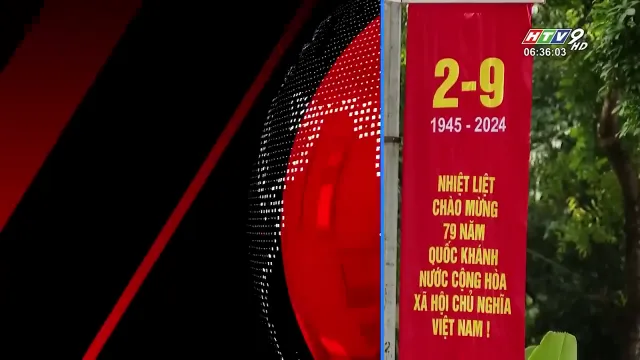 HTV9 HD
06:36:03
2-9
1945 - 2024
NHIỆT LIỆT
CHÀO MỪNG
79 NĂM
QUỐC KHÁNH
NƯỚC CỘNG HÒA
XÃ HỘI CHỦ NGHĨA
VIỆT NAM !
2